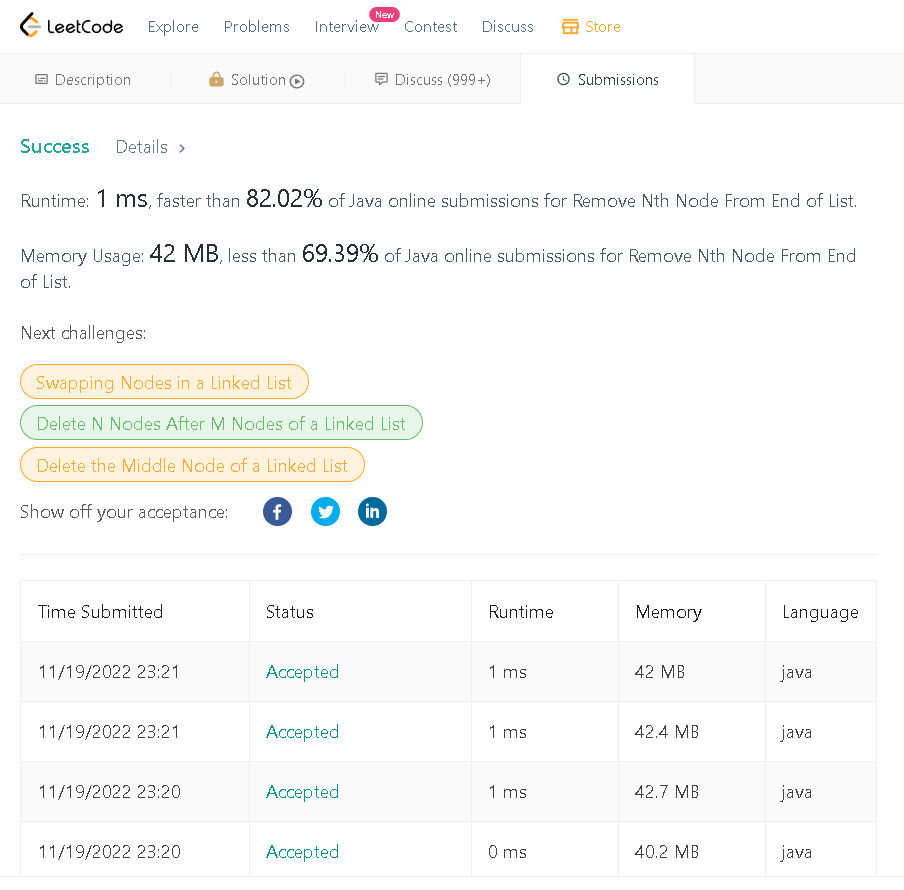 LeetCode Explore Problems Interview New Contest Discuss Store
Description Solution Discuss (999+) Submissions
Success Details >
Runtime: 1 ms, faster than 82.02% of Java online submissions for Remove Nth Node From End of List.
Memory Usage: 42 MB, less than 69.39% of Java online submissions for Remove Nth Node From End
of List.
Next challenges:
Swapping Nodes in a Linked List
Delete N Nodes After M Nodes of a Linked List
Delete the Middle Node of a Linked List
Show off your acceptance: f in
Time Submitted Status Runtime Memory Language
11/19/2022 23:21 Accepted 1 ms 42 MB java
11/19/2022 23:21 Accepted 1 ms 42.4 MB java
11/19/2022 23:20 Accepted 1 ms 42.7 MB java
11/19/2022 23:20 Accepted 0 ms 40.2 MB java